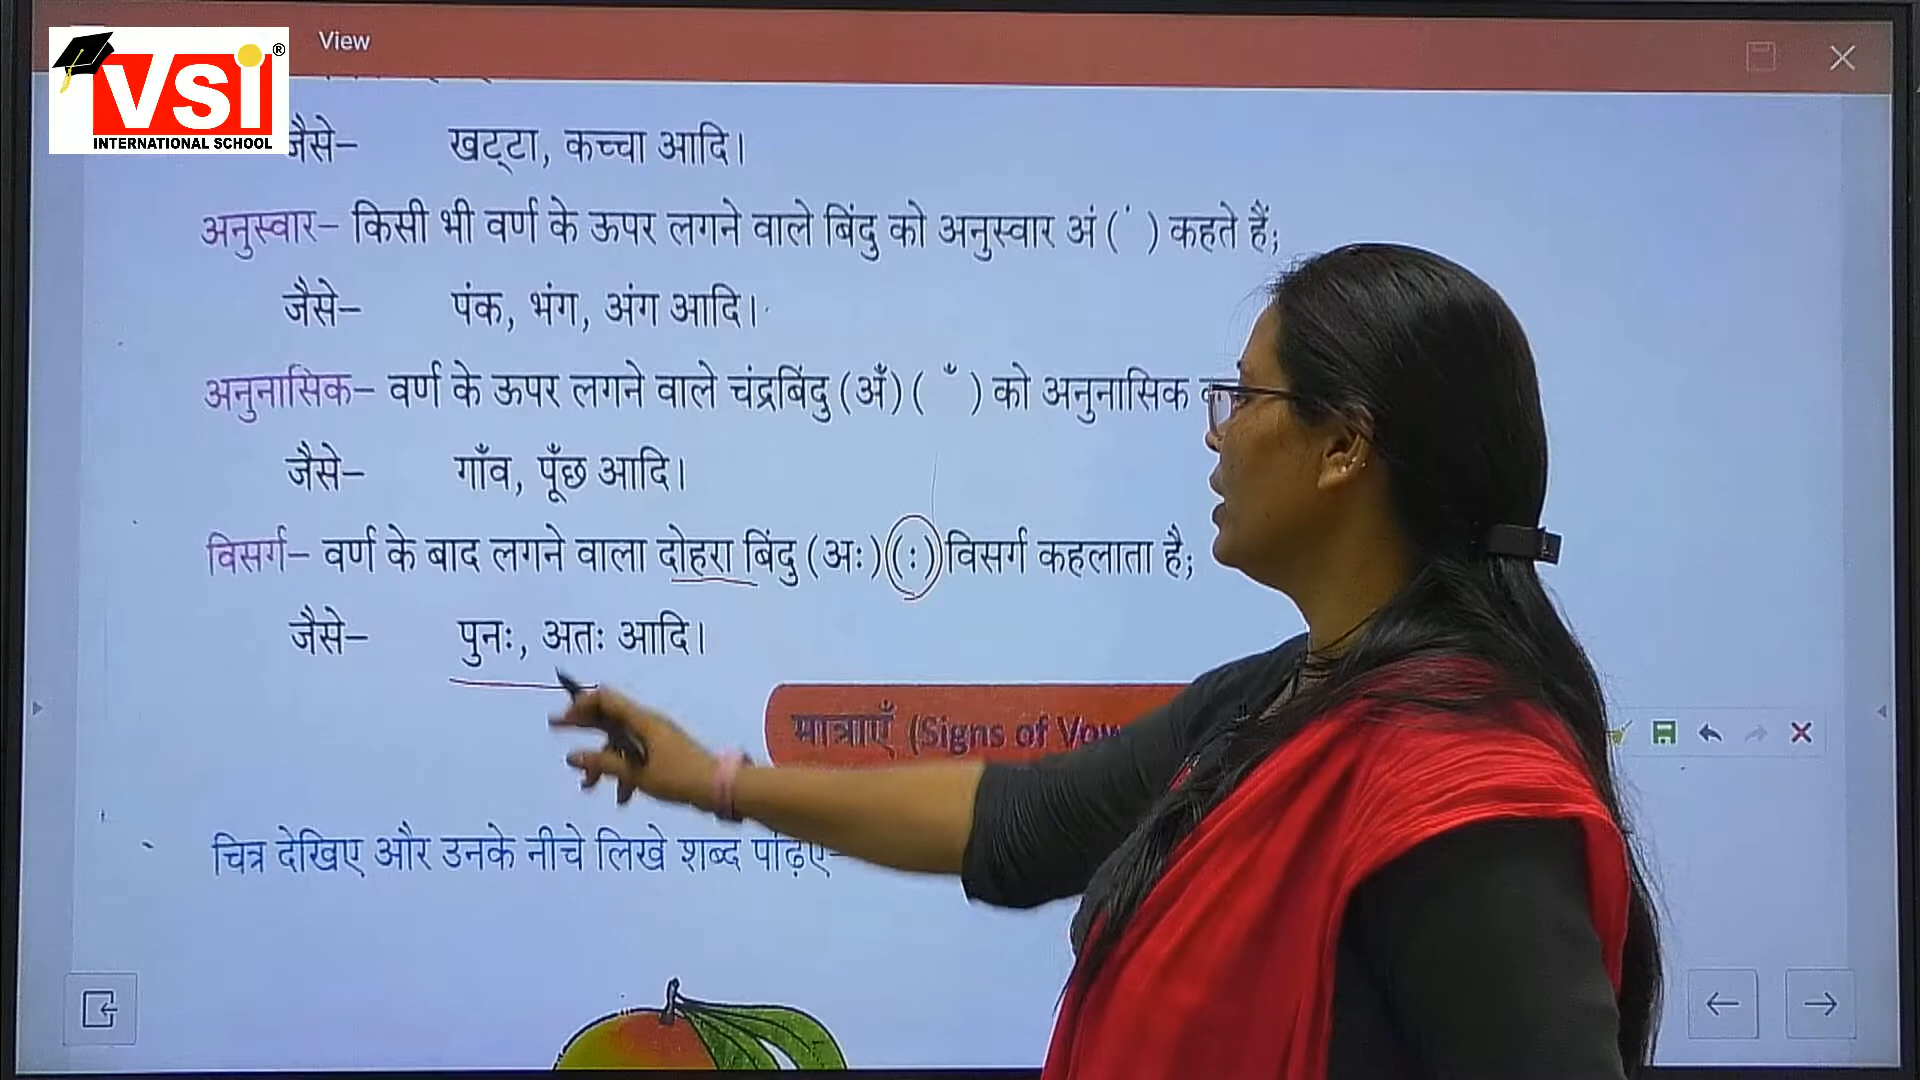 VSI®
INTERNATIONAL SCHOOL
View
जैसे– खट्टा, कच्चा आदि।
अनुस्वार– किसी भी वर्ण के ऊपर लगने वाले बिंदु को अनुस्वार अं ( ं ) कहते हैं;
जैसे– पंक, भंग, अंग आदि।
अनुनासिक– वर्ण के ऊपर लगने वाले चंद्रबिंदु (अँ) ( ँ ) को अनुनासिक
जैसे– गाँव, पूँछ आदि।
विसर्ग– वर्ण के बाद लगने वाला दोहरा बिंदु (अः) (ः) विसर्ग कहलाता है;
जैसे– पुनः, अतः आदि।
मात्राएँ (Signs of
चित्र देखिए और उनके नीचे लिखे शब्द पढ़िए–